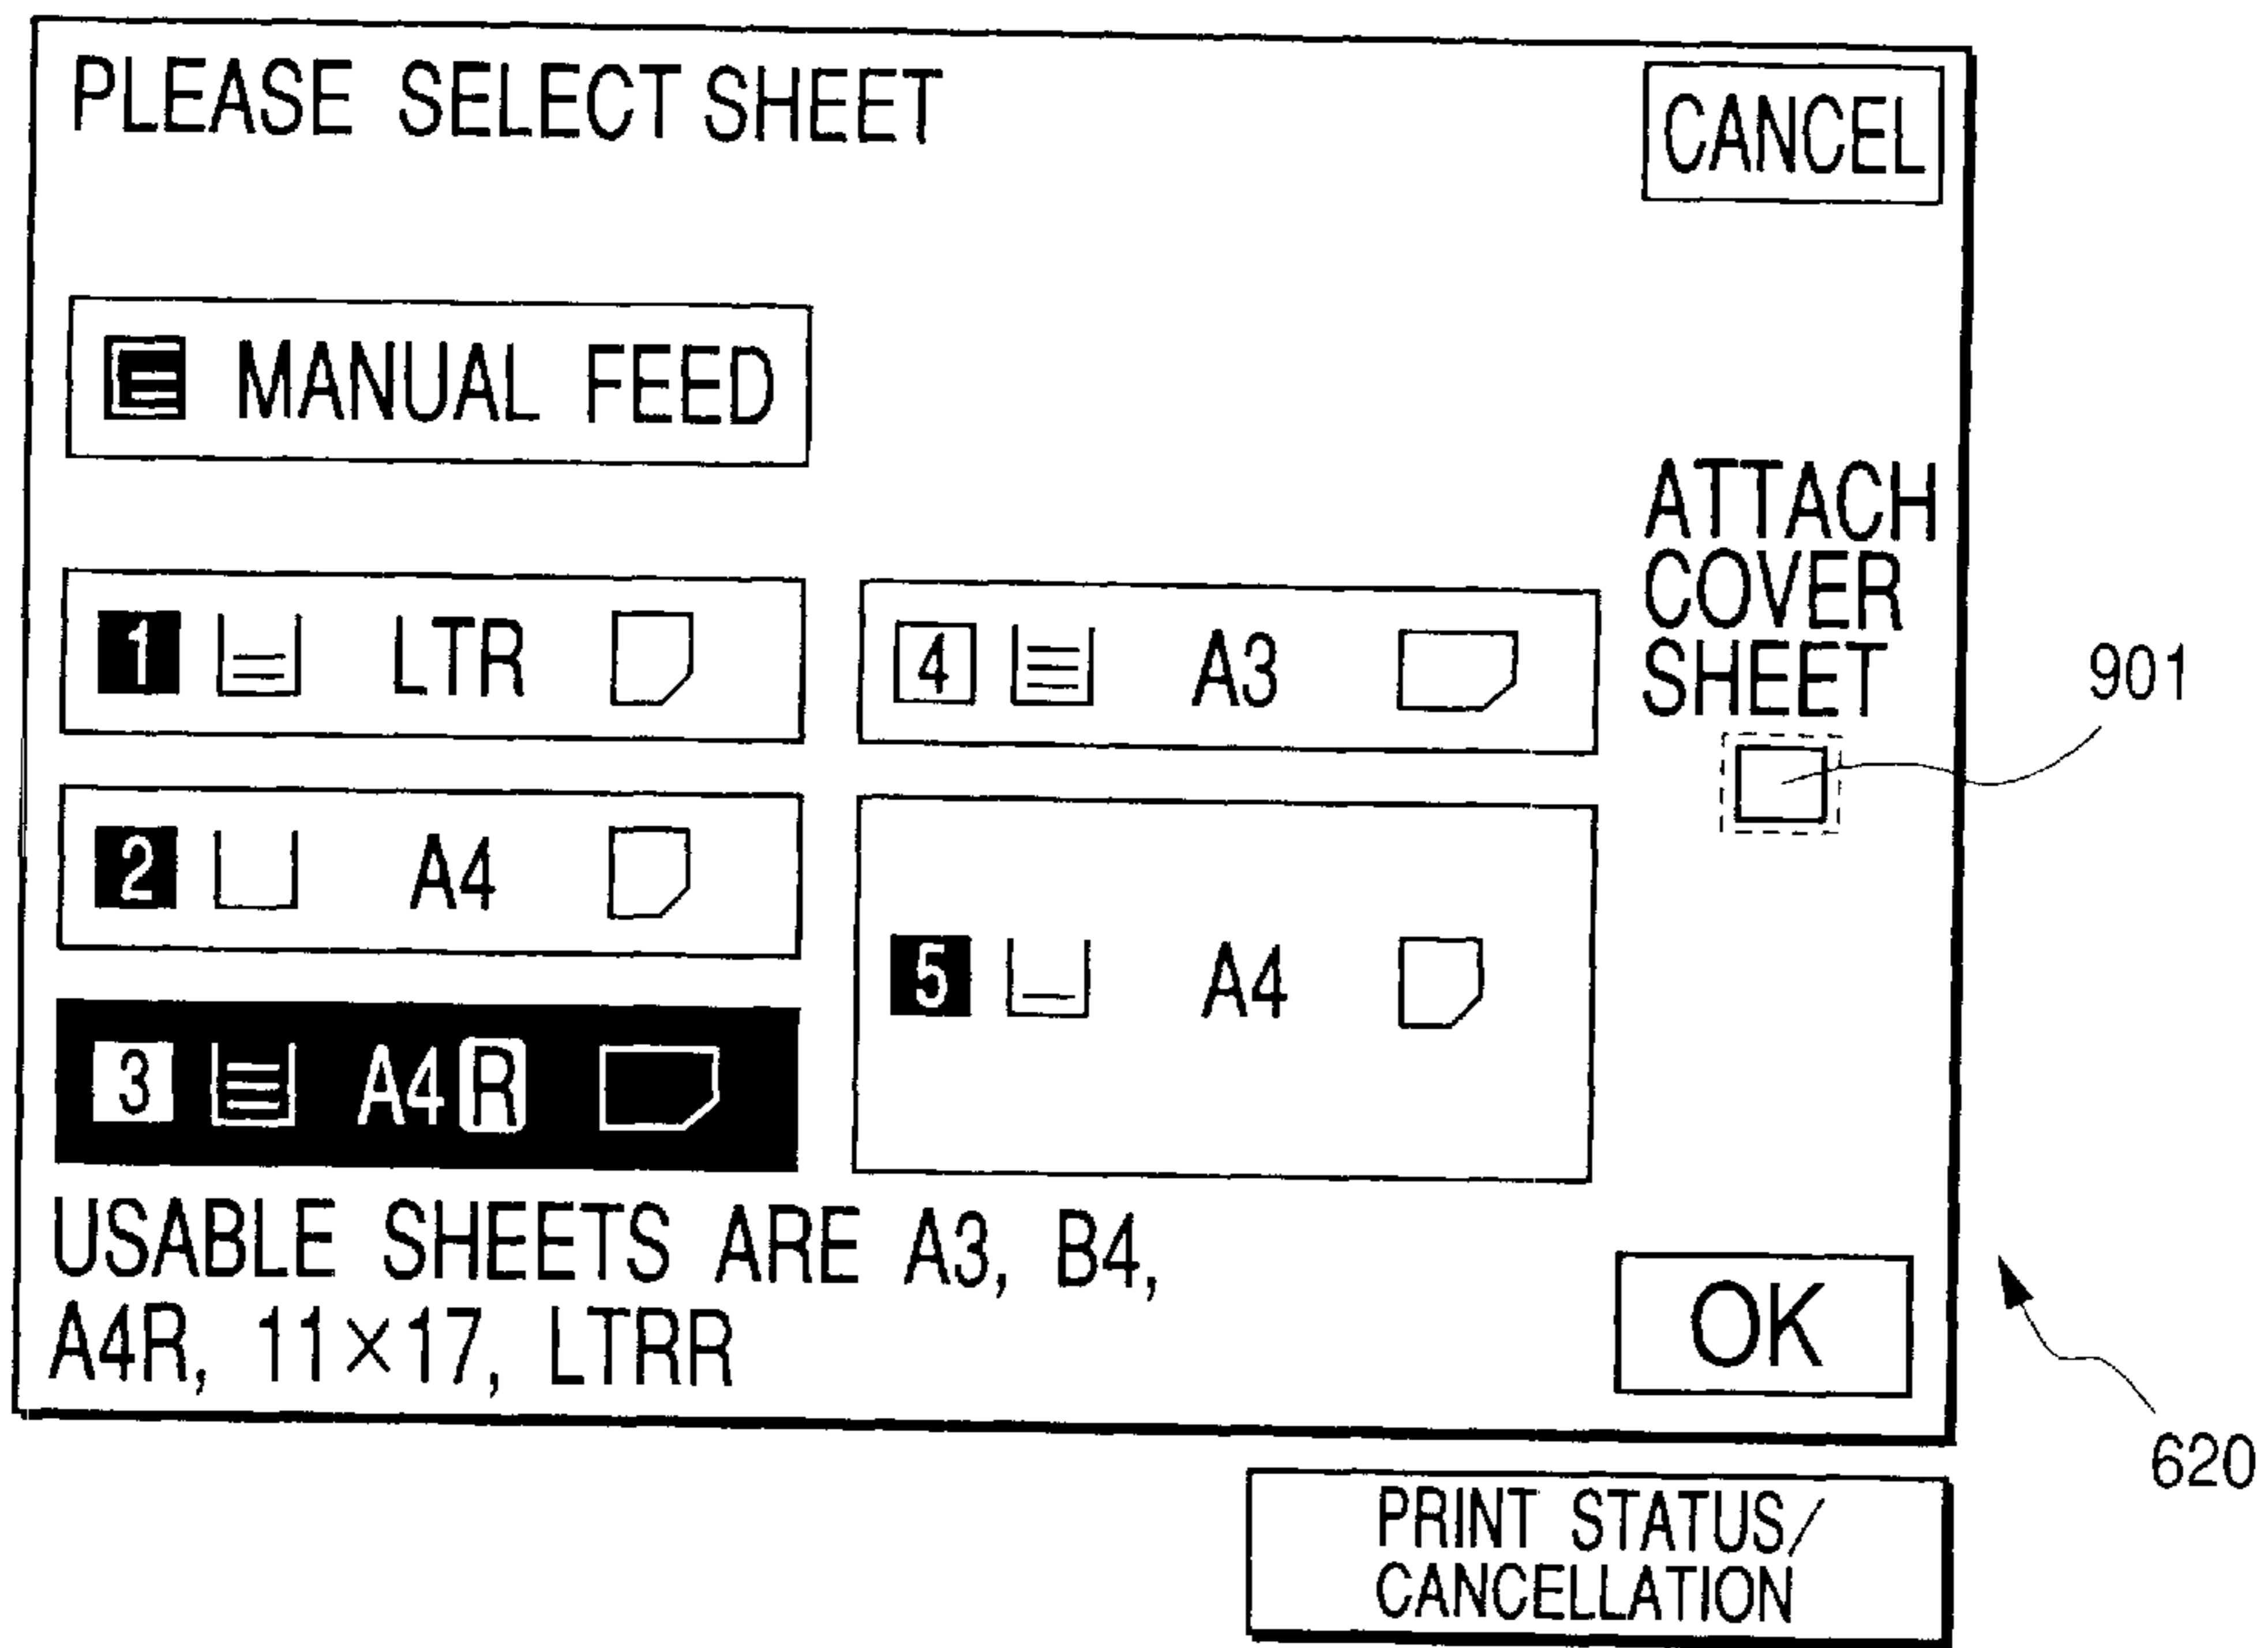 PLEASE SELECT SHEET
CANCEL
MANUAL FEED
ATTACH
COVER
SHEET
901
1 LTR
4 A3
2 A4
5 A4
3 A4R
USABLE SHEETS ARE A3, B4,
A4R, 11×17, LTRR
OK
620
PRINT STATUS/
CANCELLATION